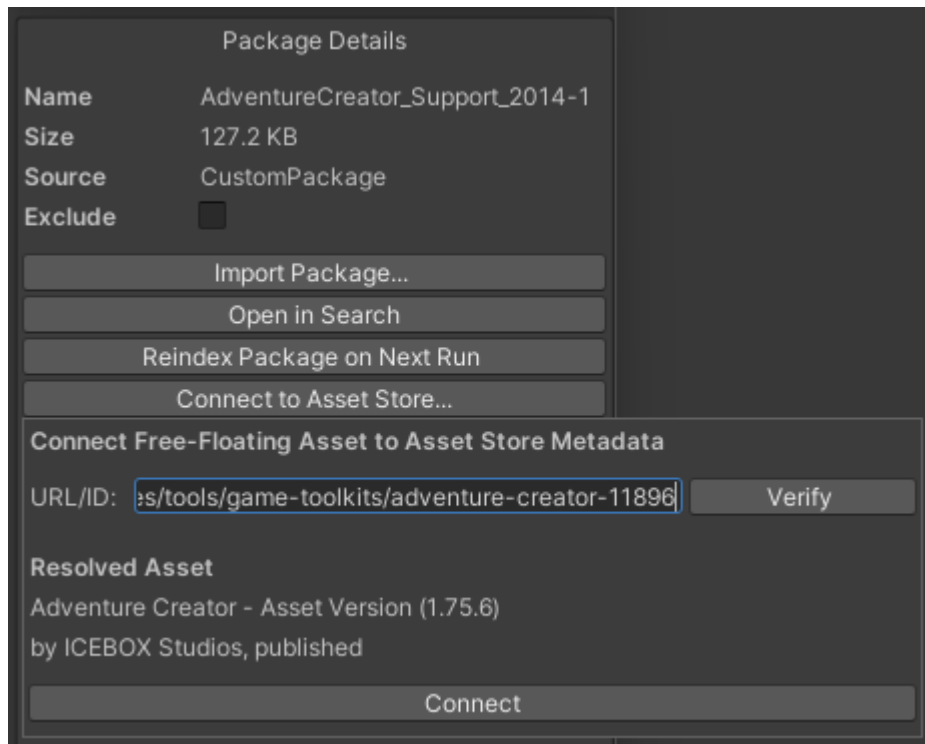 Package Details
Name AdventureCreator_Support_2014-1
Size 127.2 KB
Source CustomPackage
Exclude
Import Package...
Open in Search
Reindex Package on Next Run
Connect to Asset Store...
Connect Free-Floating Asset to Asset Store Metadata
URL/ID: es/tools/game-toolkits/adventure-creator-11896 Verify
Resolved Asset
Adventure Creator - Asset Version (1.75.6)
by ICEBOX Studios, published
Connect